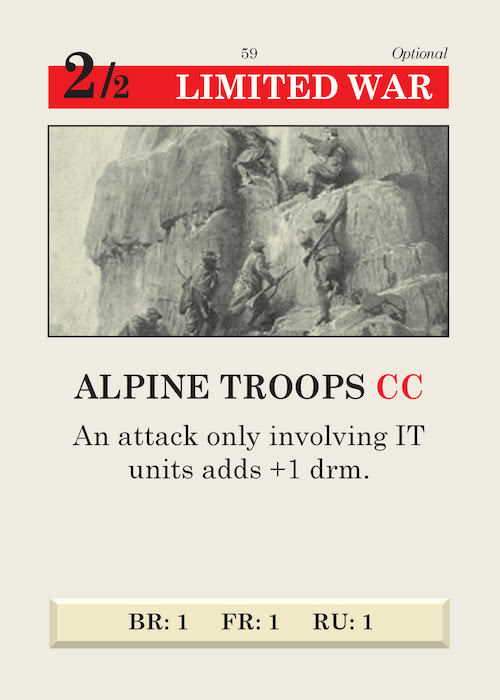 59
Optional
2/2
LIMITED WAR
ALPINE TROOPS CC
An attack only involving IT
units adds +1 drm.
BR: 1 FR: 1 RU: 1